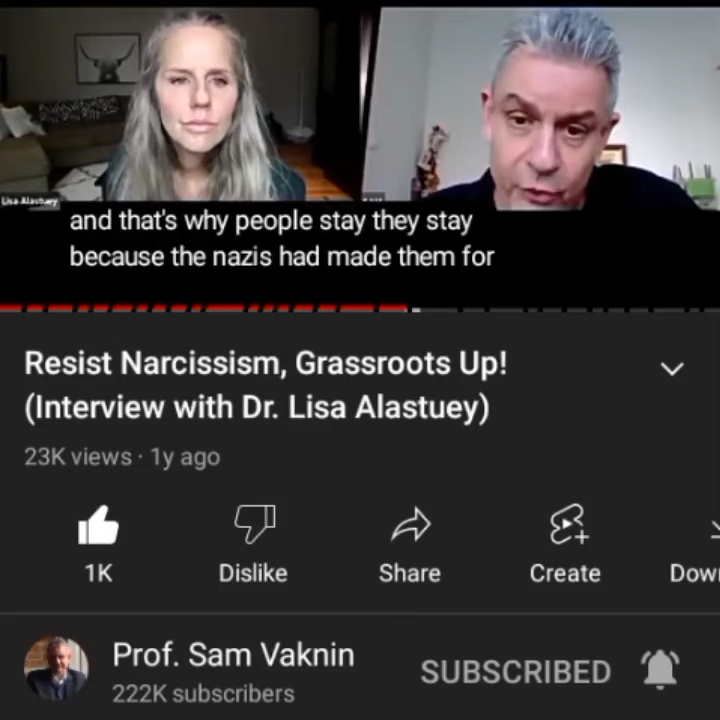 Lisa Alastuey
and that's why people stay they stay
because the nazis had made them for
Resist Narcissism, Grassroots Up!
(Interview with Dr. Lisa Alastuey)
23K views · 1y ago
1K Dislike Share Create Dow
Prof. Sam Vaknin
SUBSCRIBED
222K subscribers